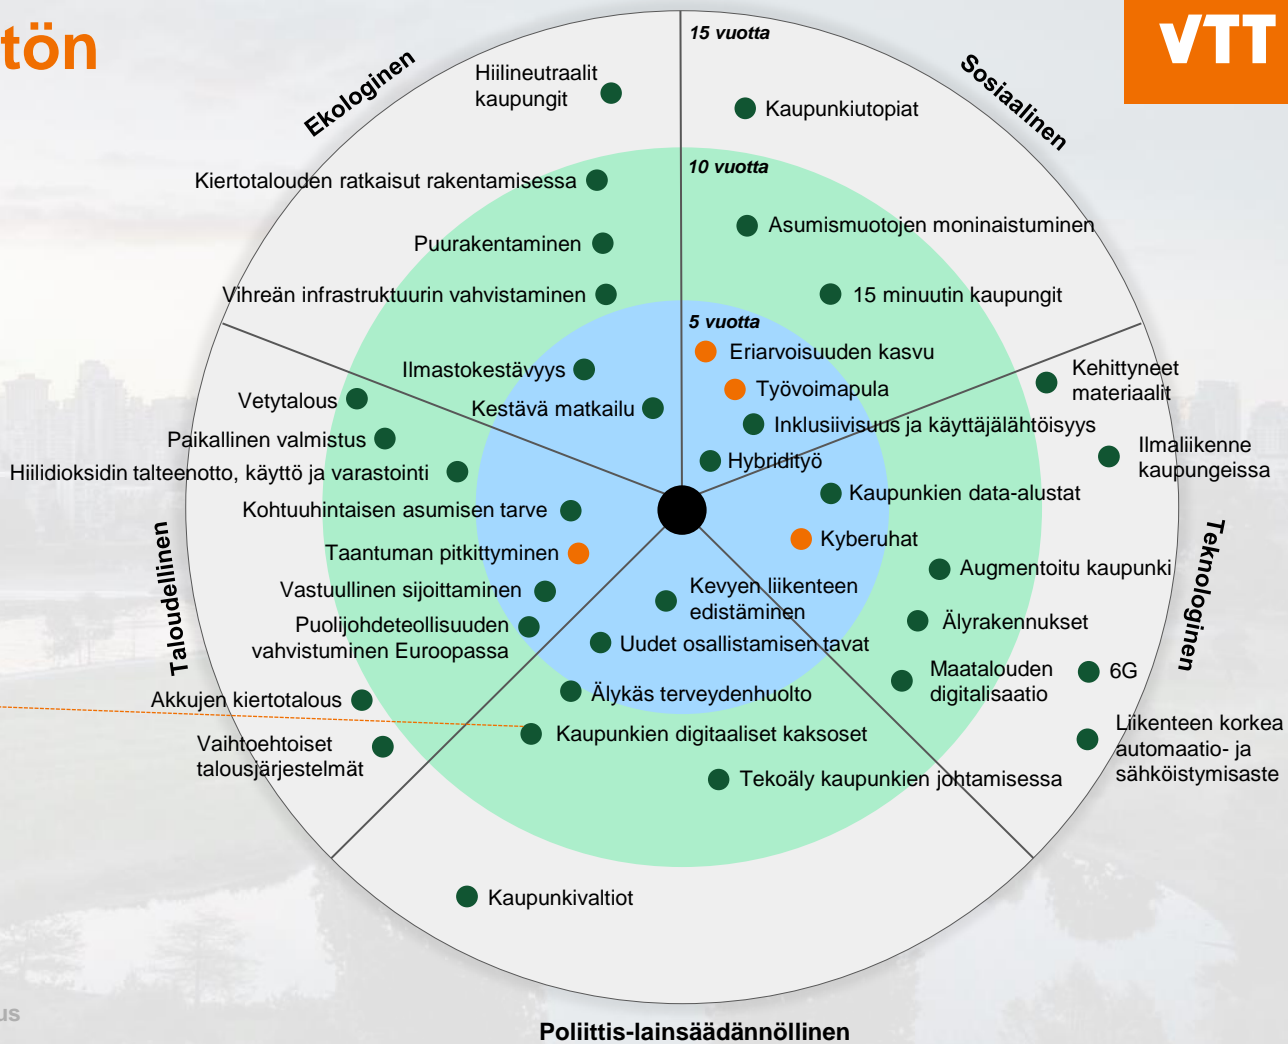 tön
VTT
15 vuotta
Ekologinen
Sosiaalinen
Hiilineutraalit
kaupungit
Kaupunkiutopiat
10 vuotta
Kiertotalouden ratkaisut rakentamisessa
Asumismuotojen moninaistuminen
Puurakentaminen
Vihreän infrastruktuurin vahvistaminen
15 minuutin kaupungit
5 vuotta
Eriarvoisuuden kasvu
Ilmastokestävyys
Työvoimapula
Kehittyneet
materiaalit
Vetytalous
Kestävä matkailu
Inklusiivisuus ja käyttäjälähtöisyys
Paikallinen valmistus
Ilmaliikenne
kaupungeissa
Hiilidioksidin talteenotto, käyttö ja varastointi
Hybridityö
Kaupunkien data-alustat
Kohtuuhintaisen asumisen tarve
Kyberuhat
Taantuman pitkittyminen
Taloudellinen
Teknologinen
Augmentoitu kaupunki
Vastuullinen sijoittaminen
Kevyen liikenteen
edistäminen
Älyrakennukset
Puolijohdeteollisuuden
vahvistuminen Euroopassa
Uudet osallistamisen tavat
Maatalouden
digitalisaatio
6G
Akkujen kiertotalous
Älykäs terveydenhuolto
Liikenteen korkea
automaatio- ja
sähköistymisaste
Vaihtoehtoiset
talousjärjestelmät
Kaupunkien digitaaliset kaksoset
Tekoäly kaupunkien johtamisessa
Kaupunkivaltiot
us
Poliittis-lainsäädännöllinen